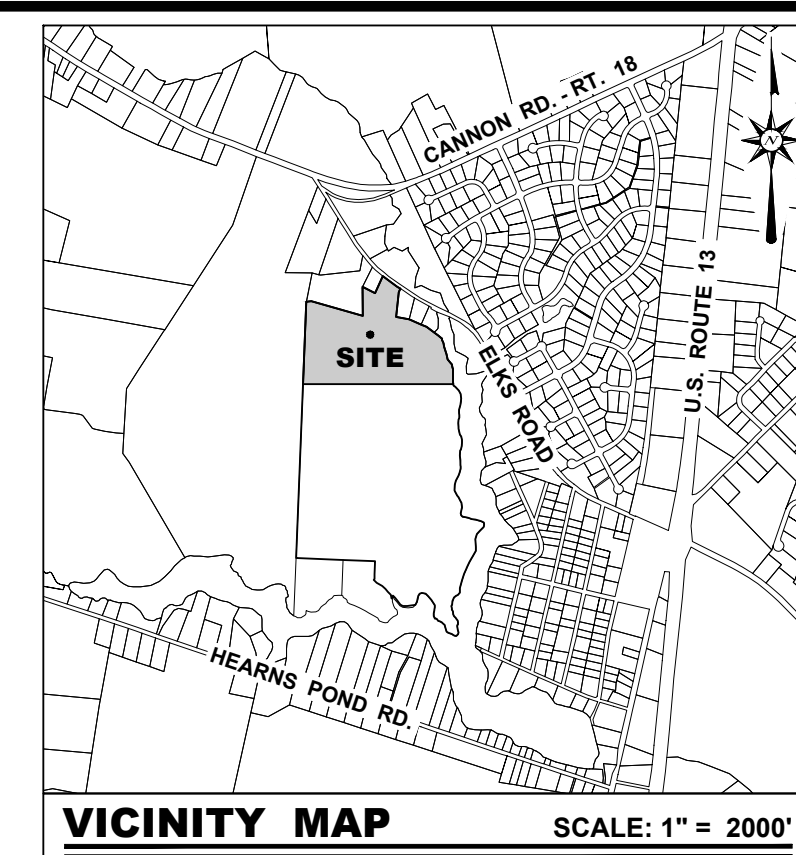 CANNON RD. - RT. 18
N
U.S. ROUTE 13
SITE
ELKS ROAD
HEARNS POND RD.
VICINITY MAP
SCALE: 1" = 2000'